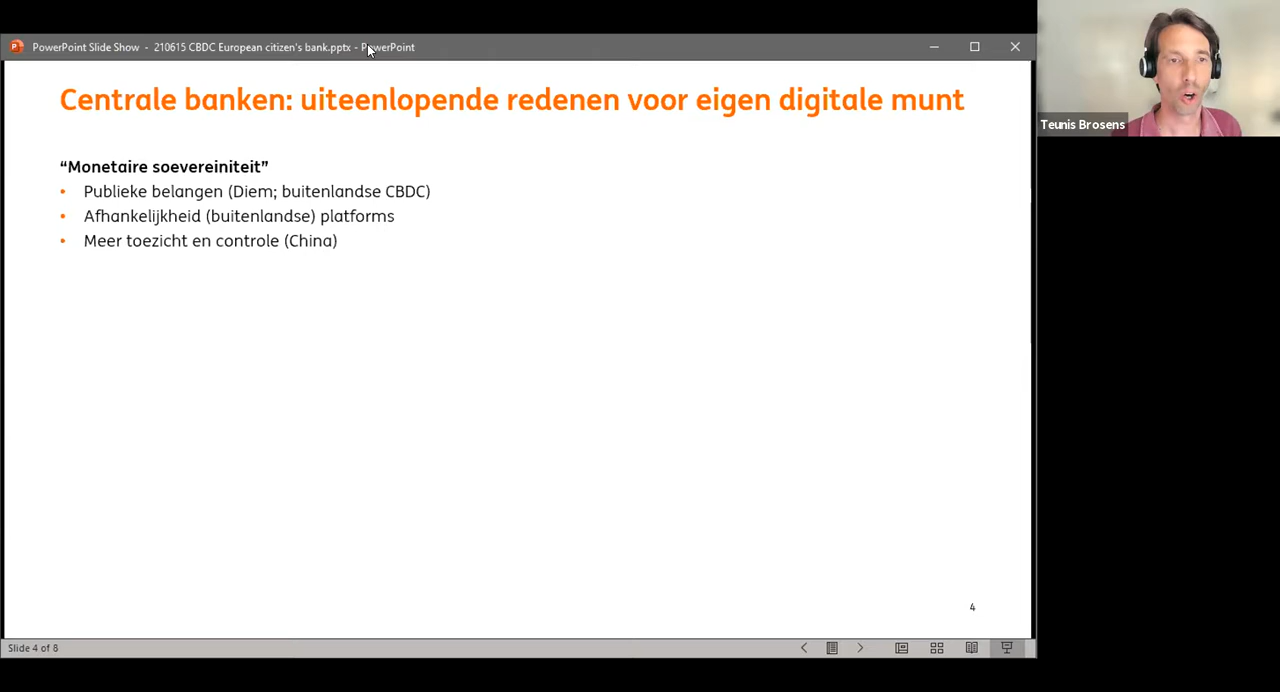 PowerPoint Slide Show - 210615 CBDC European citizen's bank.pptx - PowerPoint
Centrale banken: uiteenlopende redenen voor eigen digitale munt
Teunis Brosens
“Monetaire soevereiniteit”
• Publieke belangen (Diem; buitenlandse CBDC)
• Afhankelijkheid (buitenlandse) platforms
• Meer toezicht en controle (China)
4
Slide 4 of 8